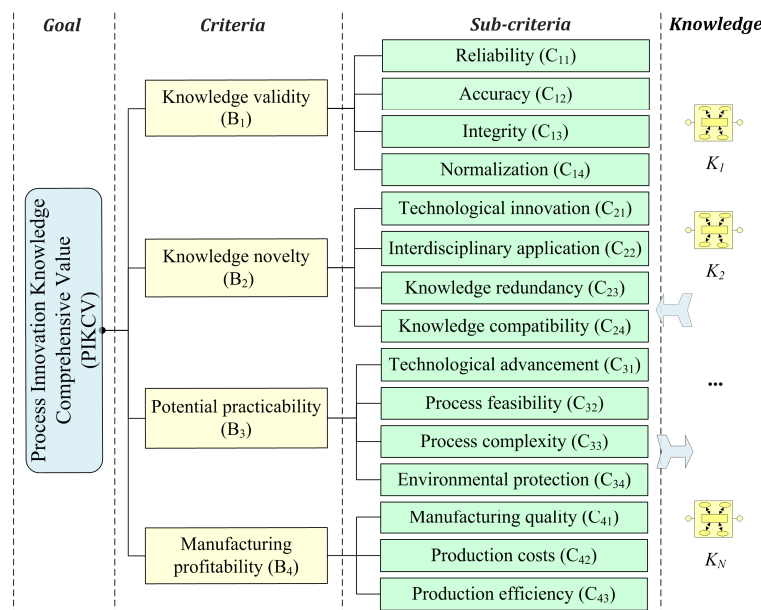 Goal
Criteria
Sub-criteria
Knowledge
Process Innovation Knowledge
Comprehensive Value
(PIKCV)
Knowledge validity
(B₁)
Knowledge novelty
(B₂)
Potential practicability
(B₃)
Manufacturing
profitability (B₄)
Reliability (C₁₁)
Accuracy (C₁₂)
Integrity (C₁₃)
Normalization (C₁₄)
Technological innovation (C₂₁)
Interdisciplinary application (C₂₂)
Knowledge redundancy (C₂₃)
Knowledge compatibility (C₂₄)
Technological advancement (C₃₁)
Process feasibility (C₃₂)
Process complexity (C₃₃)
Environmental protection (C₃₄)
Manufacturing quality (C₄₁)
Production costs (C₄₂)
Production efficiency (C₄₃)
K₁
K₂
...
K_N